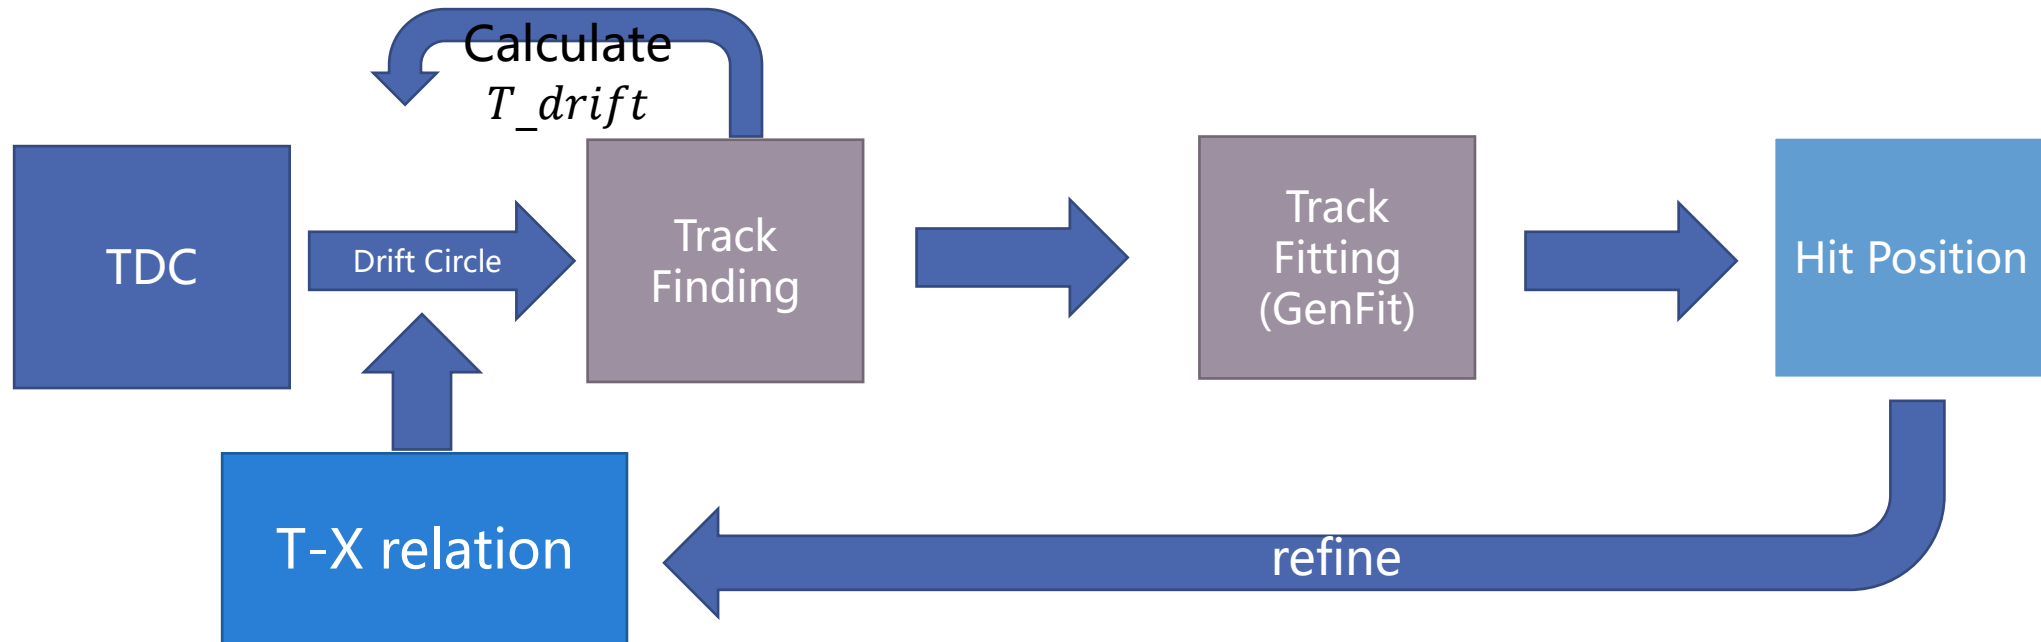 Calculate
T_drift
TDC
Drift Circle
Track
Finding
Track
Fitting
(GenFit)
Hit Position
T-X relation
refine